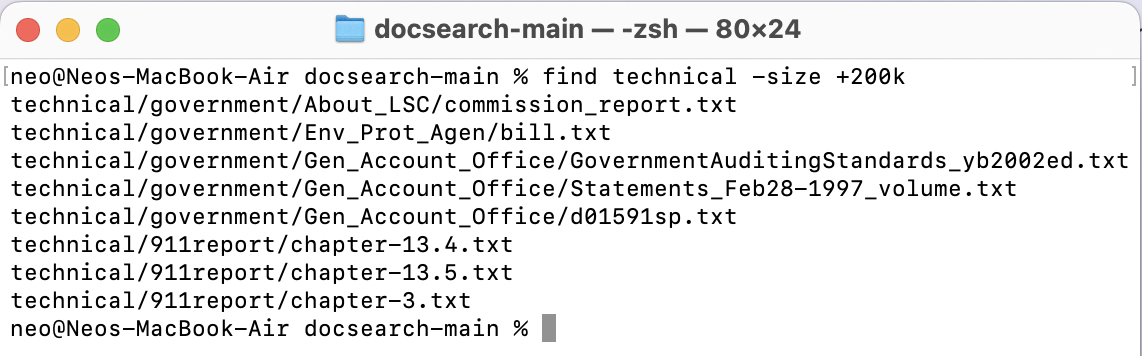 docsearch-main — -zsh — 80×24
[neo@Neos-MacBook-Air docsearch-main % find technical -size +200k ]
technical/government/About_LSC/commission_report.txt
technical/government/Env_Prot_Agen/bill.txt
technical/government/Gen_Account_Office/GovernmentAuditingStandards_yb2002ed.txt
technical/government/Gen_Account_Office/Statements_Feb28-1997_volume.txt
technical/government/Gen_Account_Office/d01591sp.txt
technical/911report/chapter-13.4.txt
technical/911report/chapter-13.5.txt
technical/911report/chapter-3.txt
neo@Neos-MacBook-Air docsearch-main %